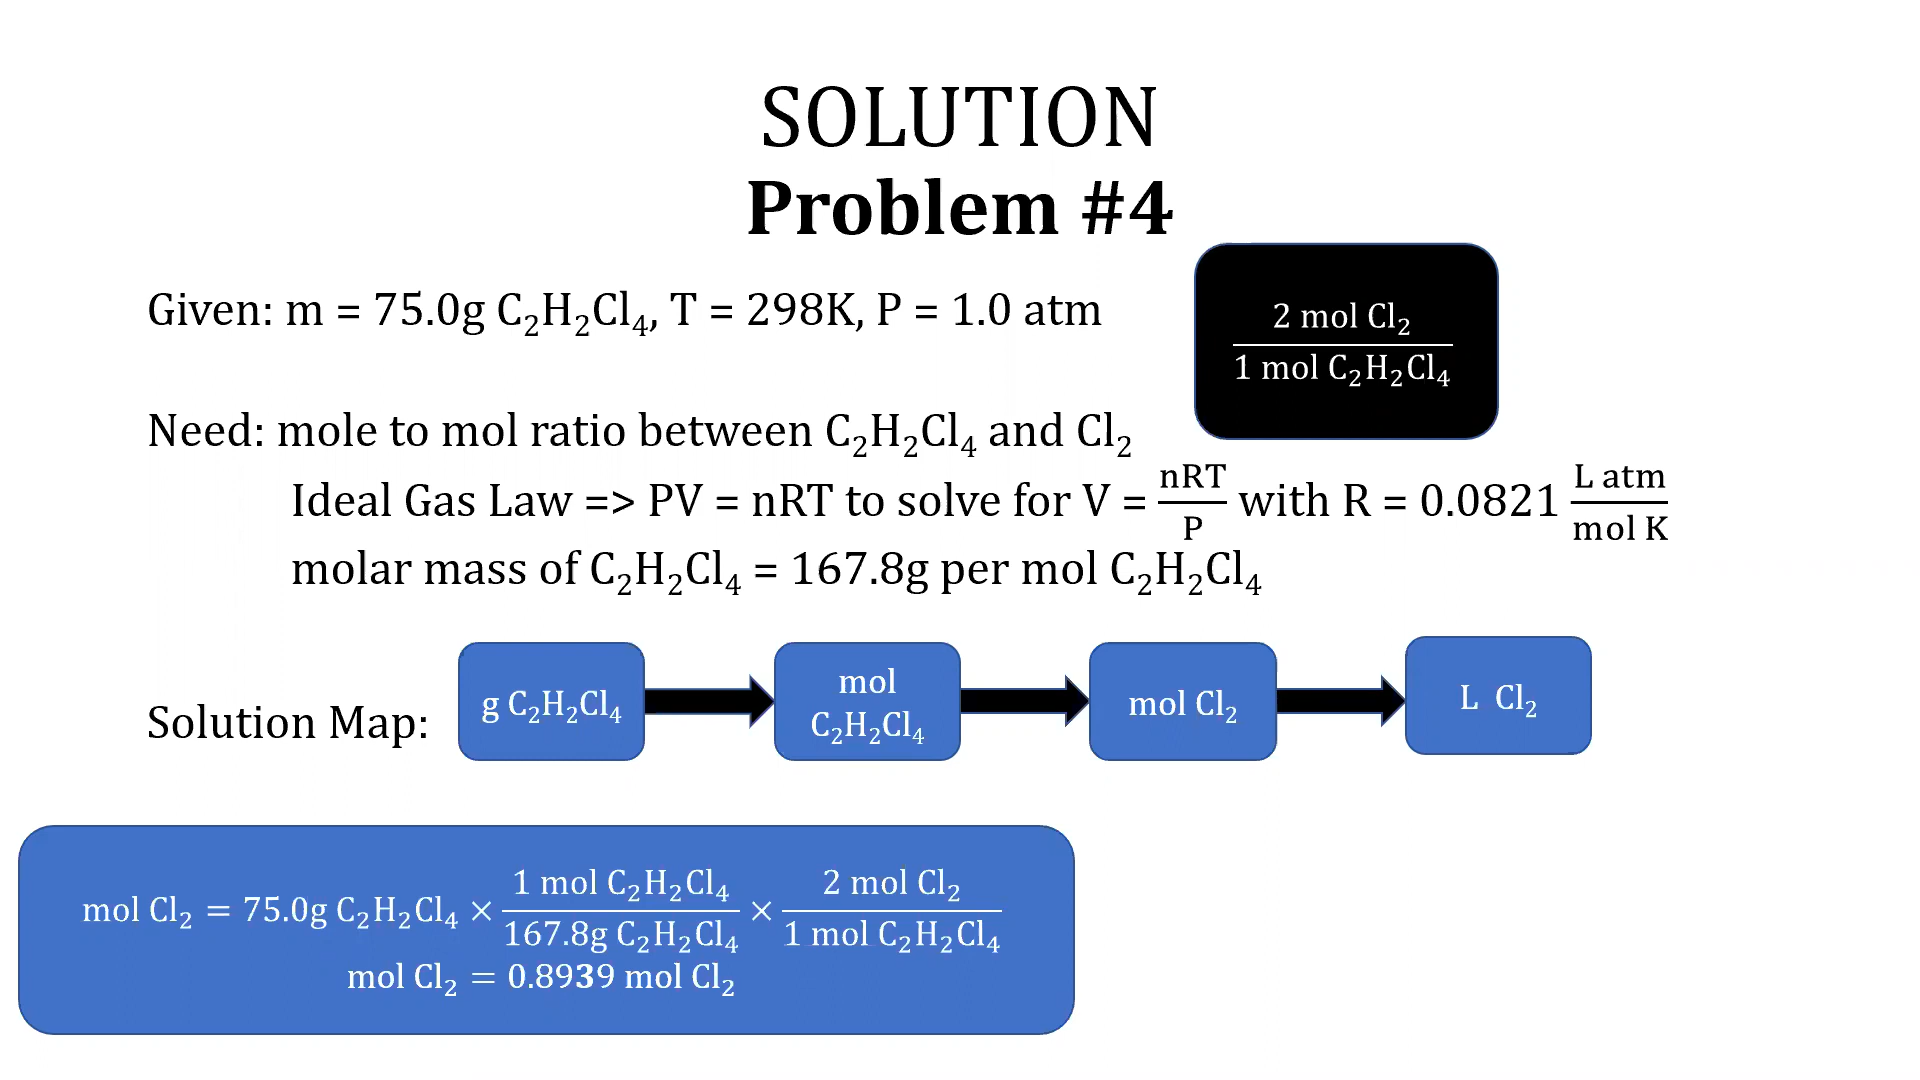 SOLUTION
Problem #4
Given: m = 75.0g C₂H₂Cl₄, T = 298K, P = 1.0 atm
2 mol Cl₂
1 mol C₂H₂Cl₄
Need: mole to mol ratio between C₂H₂Cl₄ and Cl₂
Ideal Gas Law => PV = nRT to solve for V = nRT/P with R = 0.0821 L atm/mol K
molar mass of C₂H₂Cl₄ = 167.8g per mol C₂H₂Cl₄
Solution Map:
g C₂H₂Cl₄
mol
C₂H₂Cl₄
mol Cl₂
L Cl₂
mol Cl₂ = 75.0g C₂H₂Cl₄ × 1 mol C₂H₂Cl₄/167.8g C₂H₂Cl₄ × 2 mol Cl₂/1 mol C₂H₂Cl₄
mol Cl₂ = 0.8939 mol Cl₂